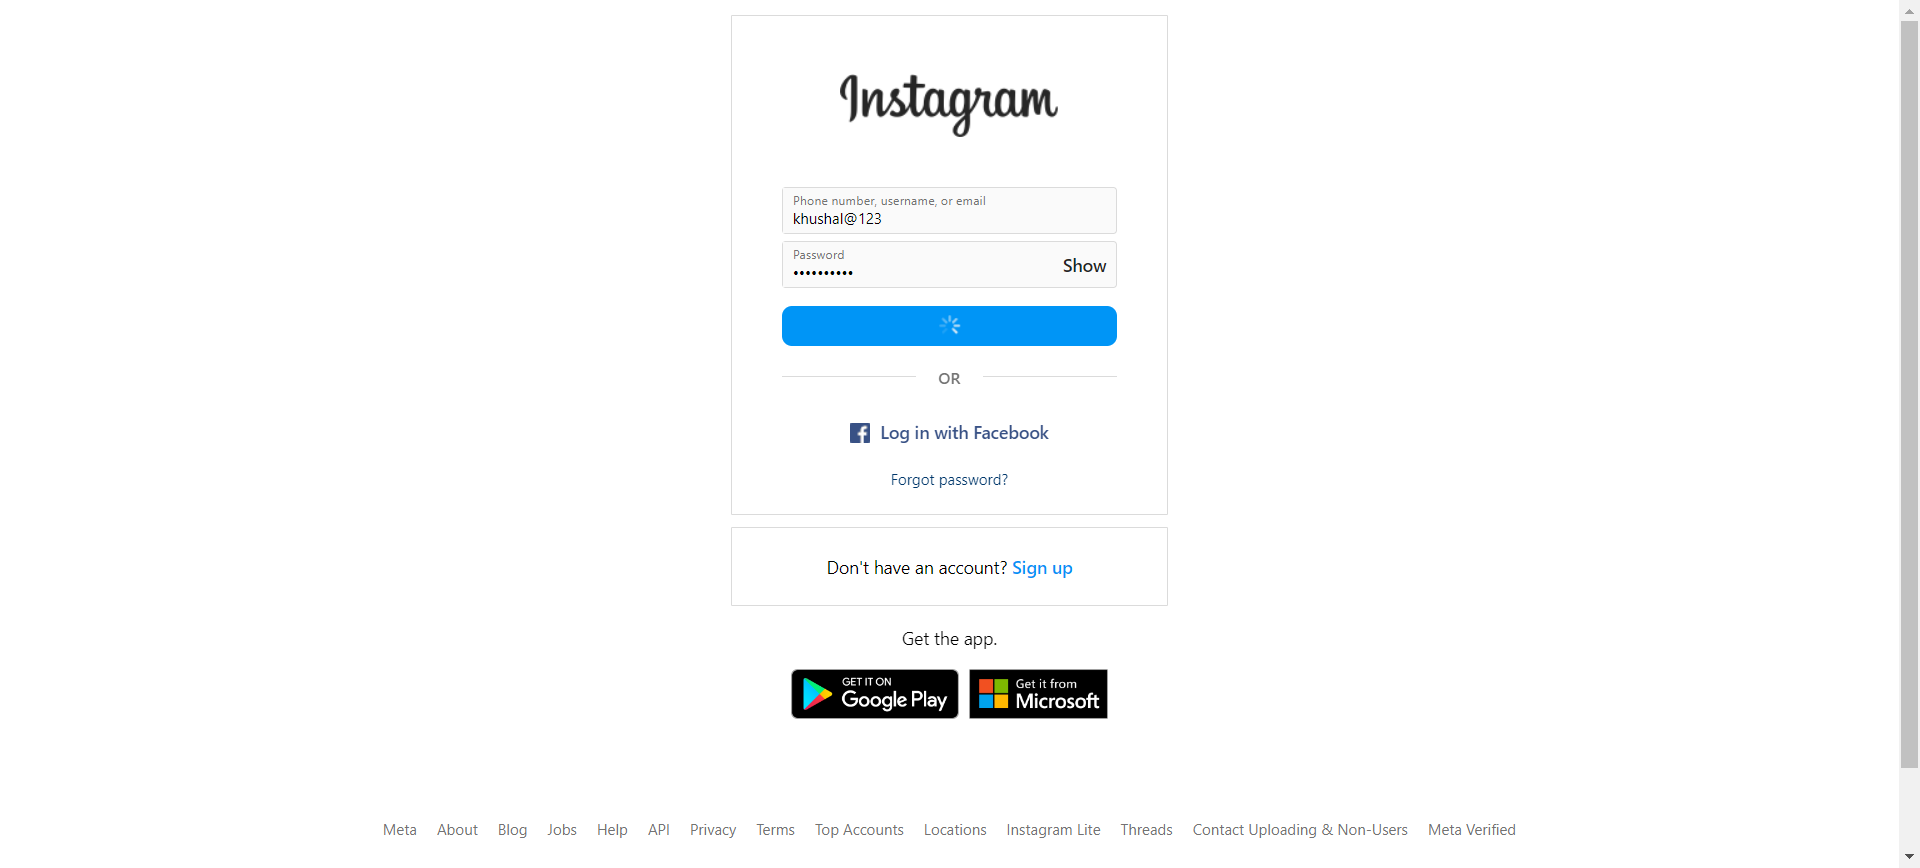 Instagram
Phone number, username, or email
khushal@123
Password
••••••••••
Show
OR
Log in with Facebook
Forgot password?
Don't have an account? Sign up
Get the app.
GET IT ON
Google Play
Get it from
Microsoft
Meta About Blog Jobs Help API Privacy Terms Top Accounts Locations Instagram Lite Threads Contact Uploading & Non-Users Meta Verified